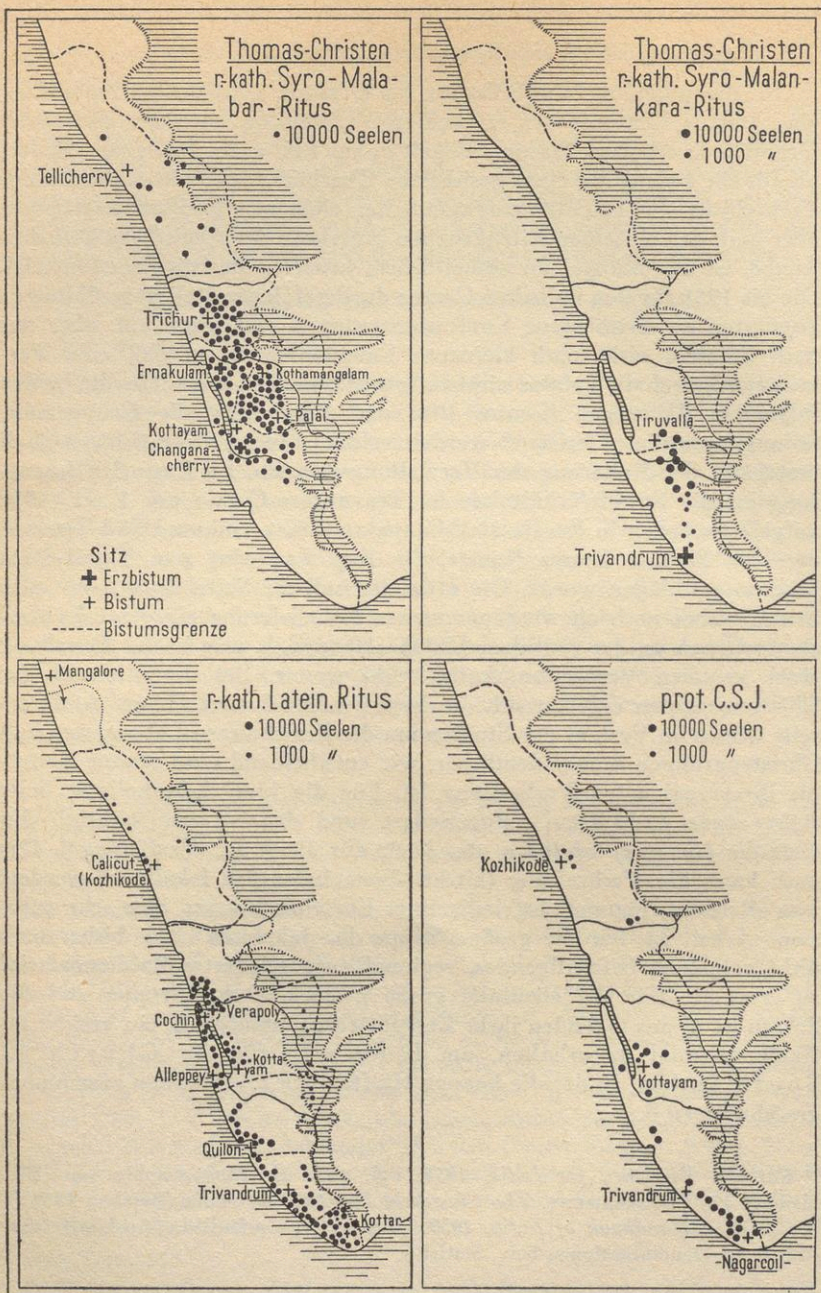 Thomas-Christen
r.-kath. Syro-Mala-
bar-Ritus
10000 Seelen
Tellicherry
Trichur
Ernakulam
Kothamangalam
Palai
Kottayam
Changana-
cherry
Sitz
Erzbistum
Bistum
Bistumsgrenze
Thomas-Christen
r.-kath. Syro-Malan-
kara-Ritus
10000 Seelen
1000 "
Tiruvalla
Trivandrum
Mangalore
r.-kath. Latein. Ritus
10000 Seelen
1000 "
Calicut
(Kozhikode)
Verapoly
Cochin
Kotta-
yam
Alleppey
Quilon
Trivandrum
Kottar
prot. C.S.J.
10000 Seelen
1000 "
Kozhikode
Kottayam
Trivandrum
-Nagarcoil-